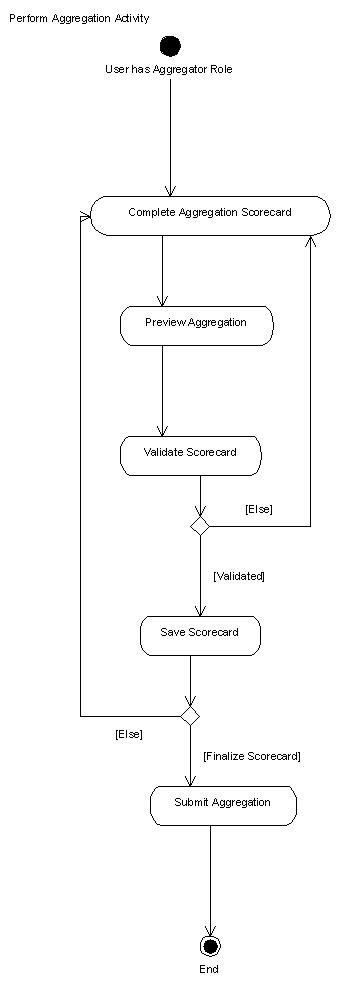 Perform Aggregation Activity
User has Aggregator Role
Complete Aggregation Scorecard
Preview Aggregation
Validate Scorecard
[Else]
[Validated]
Save Scorecard
[Else]
[Finalize Scorecard]
Submit Aggregation
End